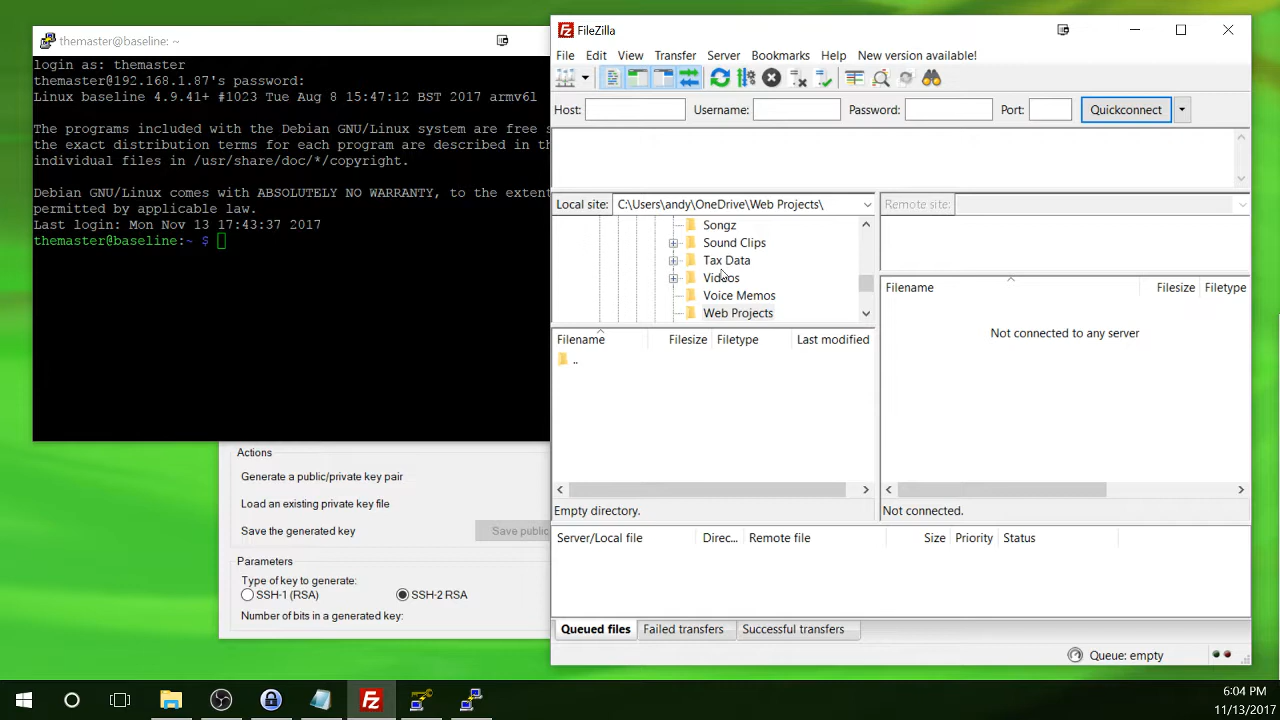 themaster@baseline: ~
login as: themaster
themaster@192.168.1.87's password:
Linux baseline 4.9.41+ #1023 Tue Aug 8 15:47:12 BST 2017 armv6l
The programs included with the Debian GNU/Linux system are free s
the exact distribution terms for each program are described in th
individual files in /usr/share/doc/*/copyright.
Debian GNU/Linux comes with ABSOLUTELY NO WARRANTY, to the extent
permitted by applicable law.
Last login: Mon Nov 13 17:43:37 2017
themaster@baseline:~ $
Actions
Generate a public/private key pair
Load an existing private key file
Save the generated key
Save public
Parameters
Type of key to generate:
SSH-1 (RSA)
SSH-2 RSA
Number of bits in a generated key:
FileZilla
File Edit View Transfer Server Bookmarks Help New version available!
Host: Username: Password: Port: Quickconnect
Local site: C:\Users\andy\OneDrive\Web Projects\
Songz
Sound Clips
Tax Data
Videos
Voice Memos
Web Projects
Filename Filesize Filetype Last modified
..
Empty directory.
Remote site:
Filename Filesize Filetype
Not connected to any server
Not connected.
Server/Local file Direc... Remote file Size Priority Status
Queued files Failed transfers Successful transfers
Queue: empty
6:04 PM
11/13/2017